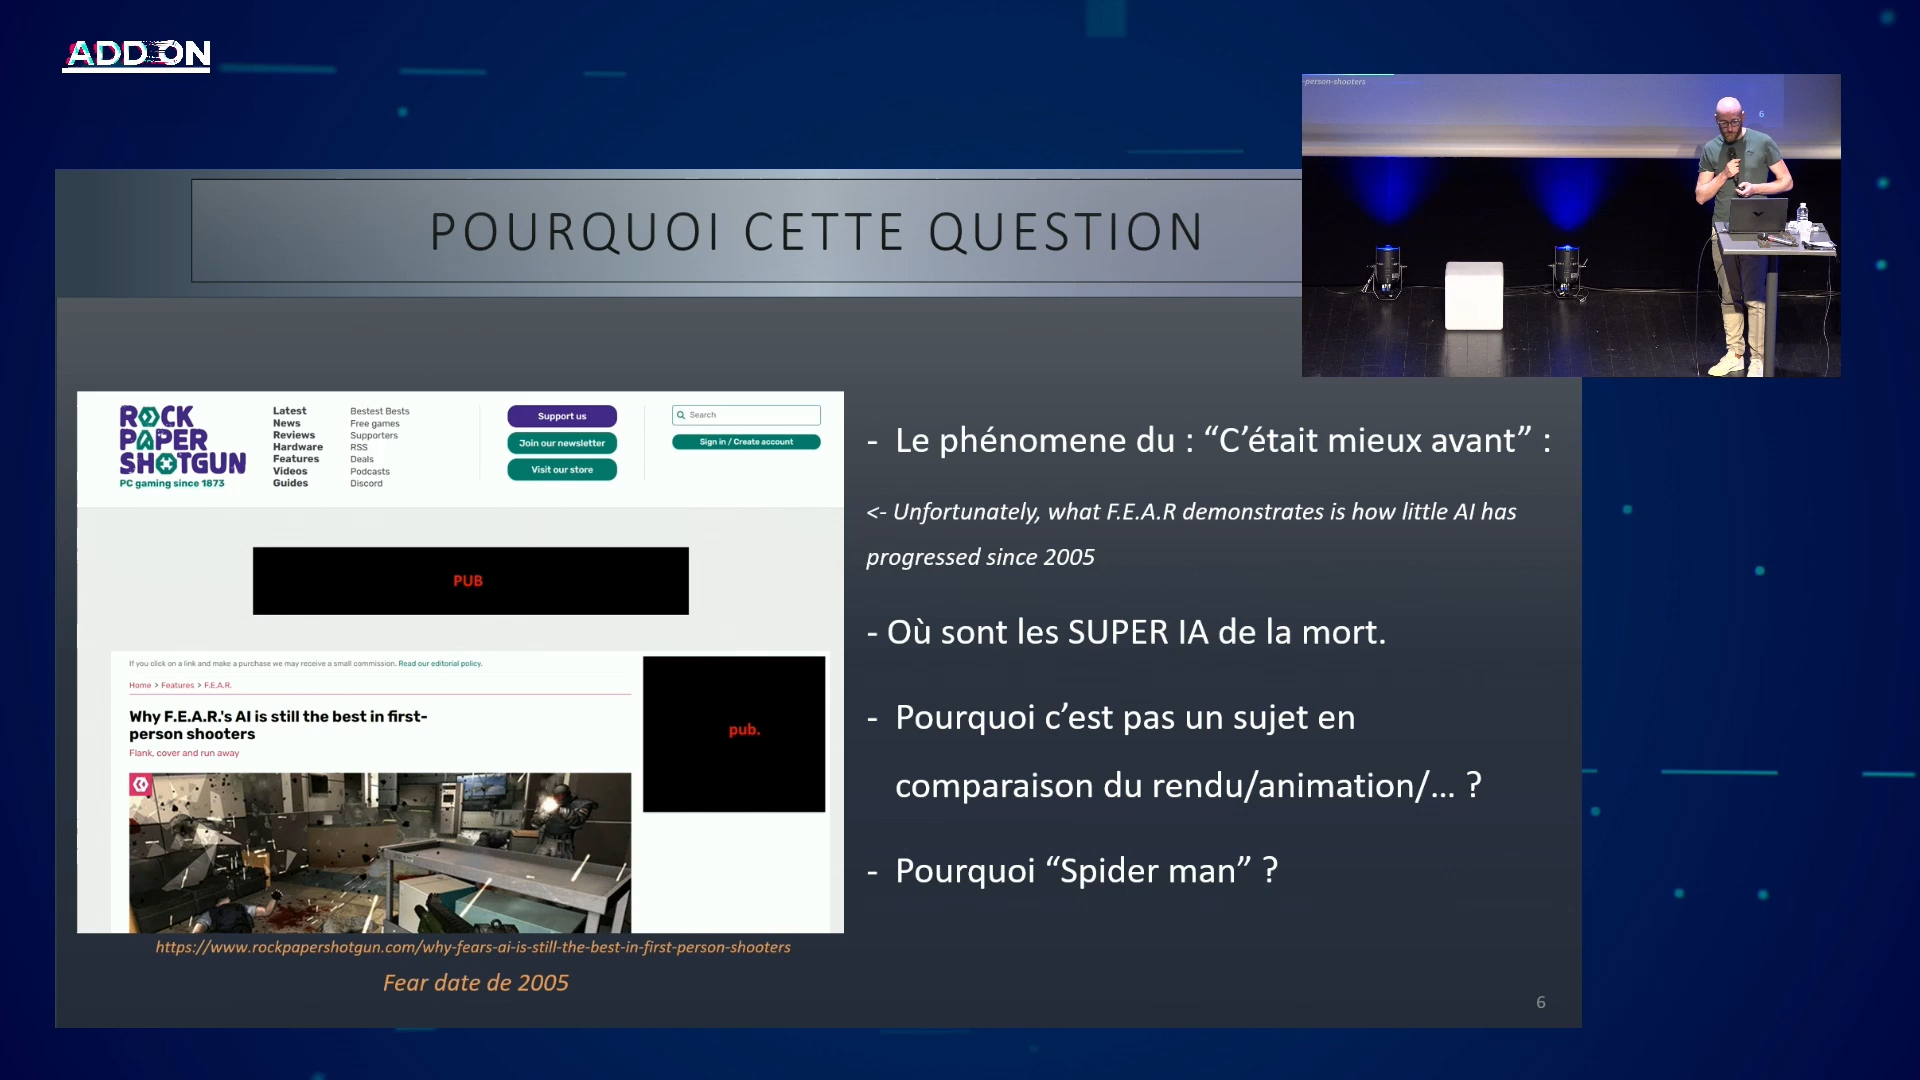 ADD ON
-person-shooters
6
POURQUOI CETTE QUESTION
ROCK
PAPER
SHOTGUN
PC gaming since 1873
Latest
News
Reviews
Hardware
Features
Videos
Guides
Bestest Bests
Free games
Supporters
RSS
Deals
Podcasts
Discord
Support us
Join our newsletter
Visit our store
Search
Sign in / Create account
PUB
If you click on a link and make a purchase we may receive a small commission. Read our editorial policy.
Home > Features > F.E.A.R.
Why F.E.A.R.'s AI is still the best in first-
person shooters
Flank, cover and run away
pub.
https://www.rockpapershotgun.com/why-fears-ai-is-still-the-best-in-first-person-shooters
Fear date de 2005
- Le phénomene du : “C’était mieux avant” :
<- Unfortunately, what F.E.A.R demonstrates is how little AI has
progressed since 2005
- Où sont les SUPER IA de la mort.
- Pourquoi c’est pas un sujet en
comparaison du rendu/animation/... ?
- Pourquoi “Spider man” ?
6